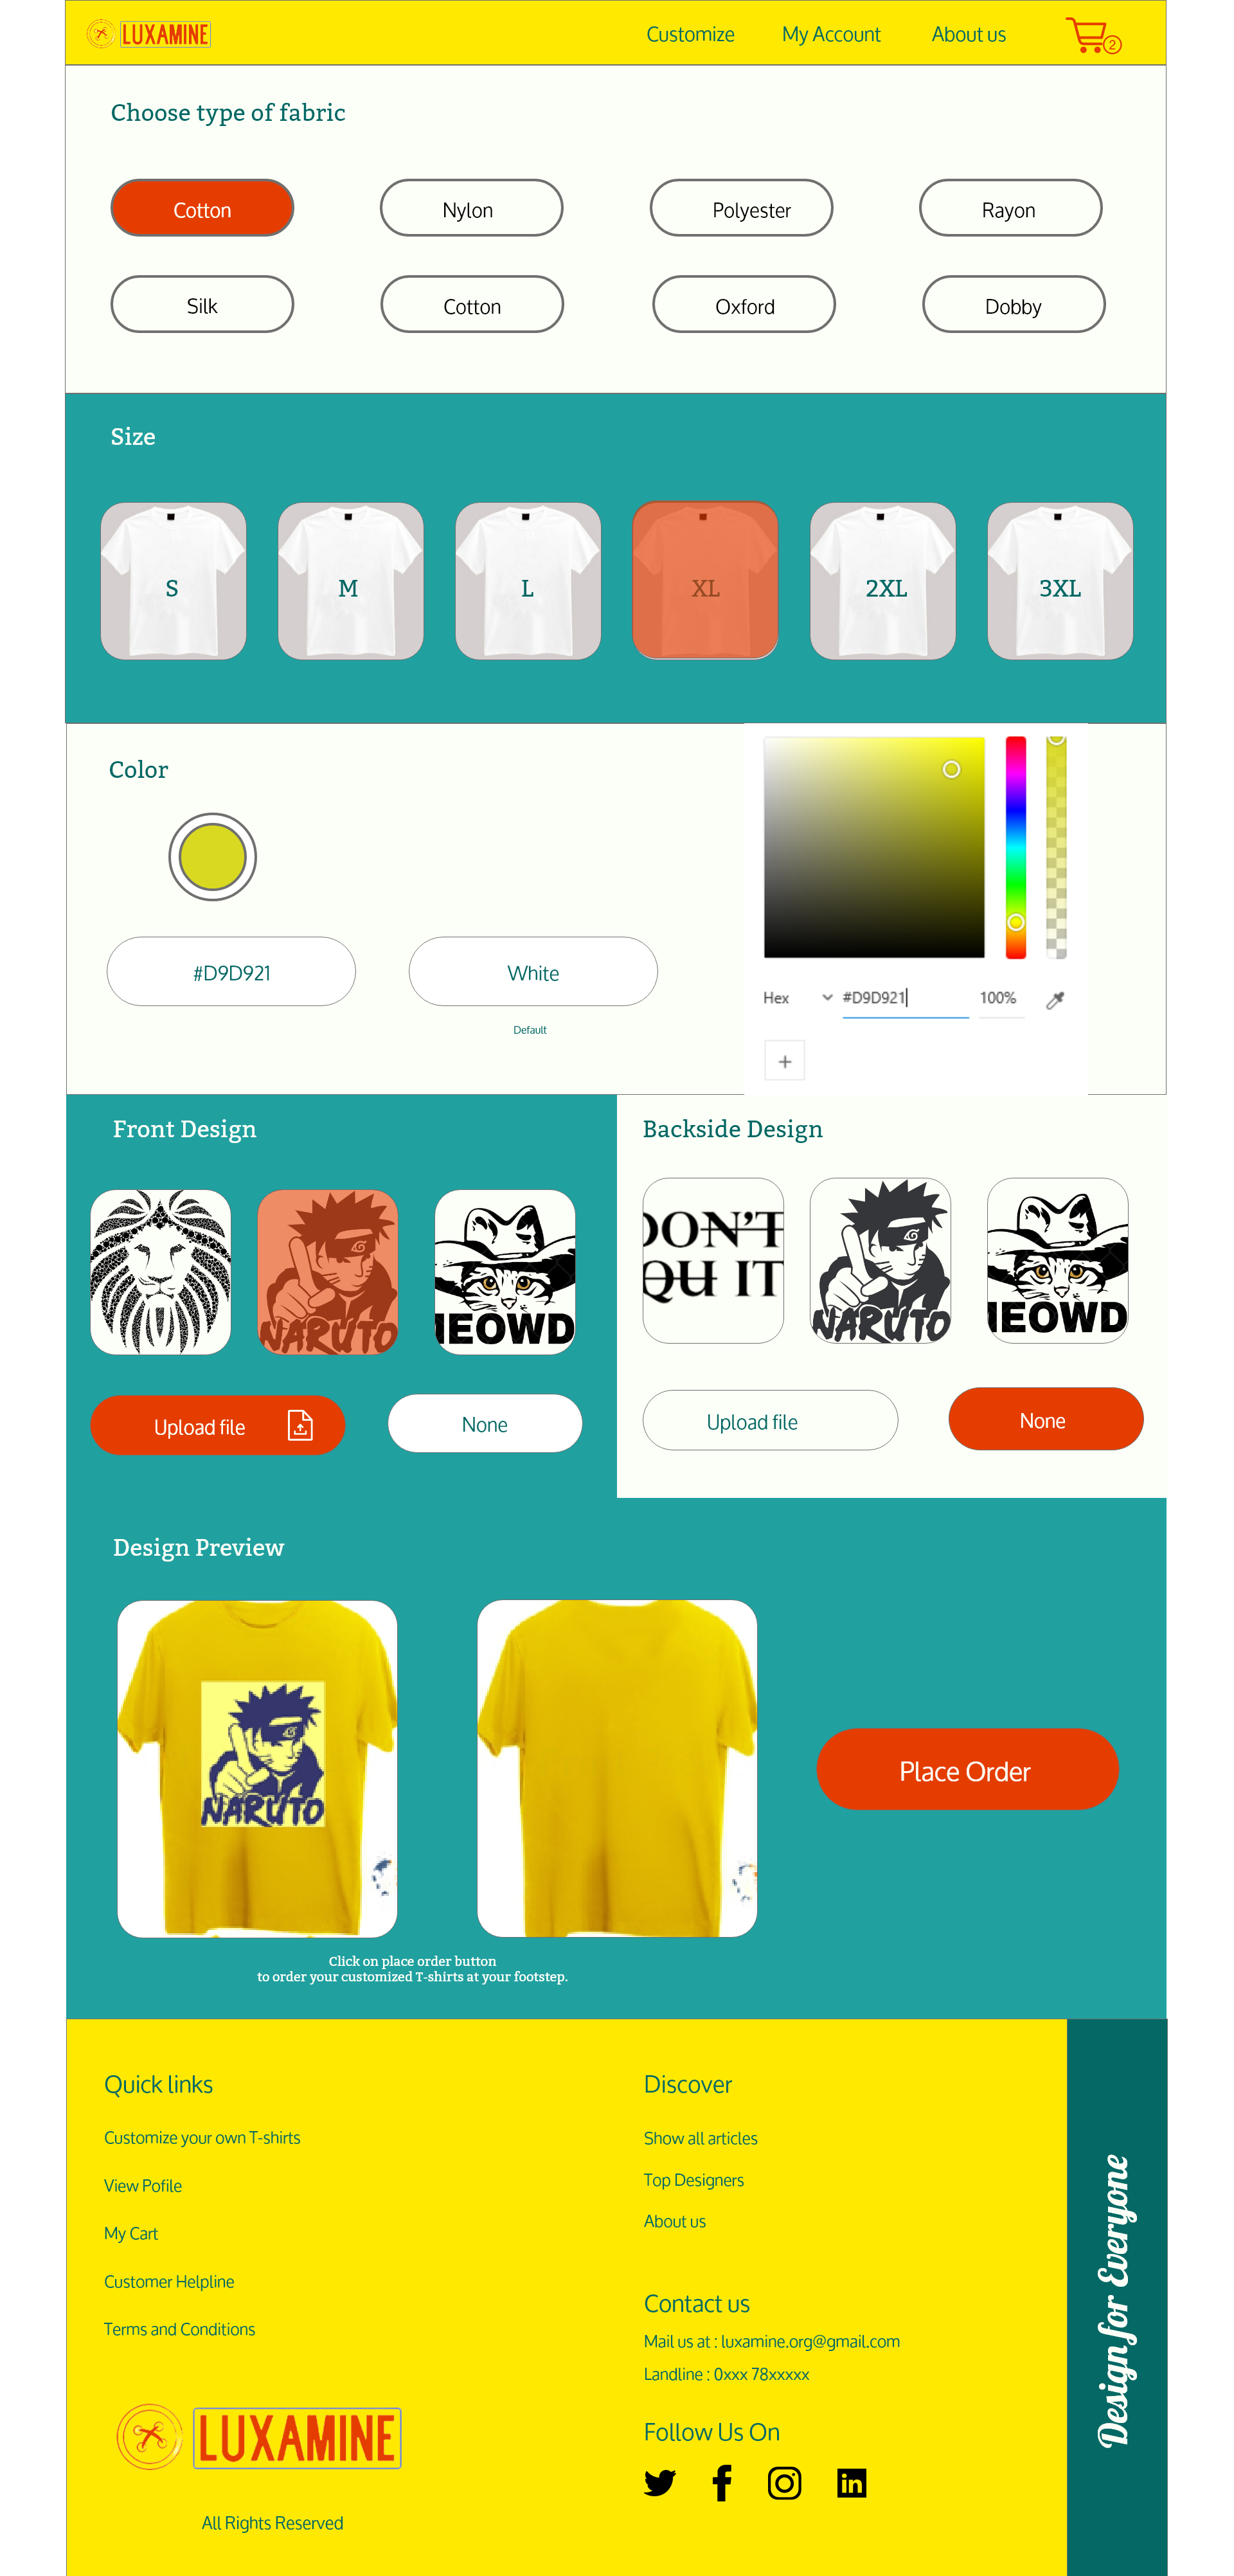 LUXAMINE
Customize
My Account
About us
2
Choose type of fabric
Cotton
Nylon
Polyester
Rayon
Silk
Cotton
Oxford
Dobby
Size
S
M
L
XL
2XL
3XL
Color
#D9D921
White
Default
Hex
#D9D921
100%
+
Front Design
NARUTO
MEOWD
Upload file
None
Backside Design
DON'T
QU IT
NARUTO
MEOWD
Upload file
None
Design Preview
NARUTO
Place Order
Click on place order button
to order your customized T-shirts at your footstep.
Quick links
Customize your own T-shirts
View Pofile
My Cart
Customer Helpline
Terms and Conditions
LUXAMINE
All Rights Reserved
Discover
Show all articles
Top Designers
About us
Contact us
Mail us at : luxamine.org@gmail.com
Landline : 0xxx 78xxxxx
Follow Us On
Design for Everyone